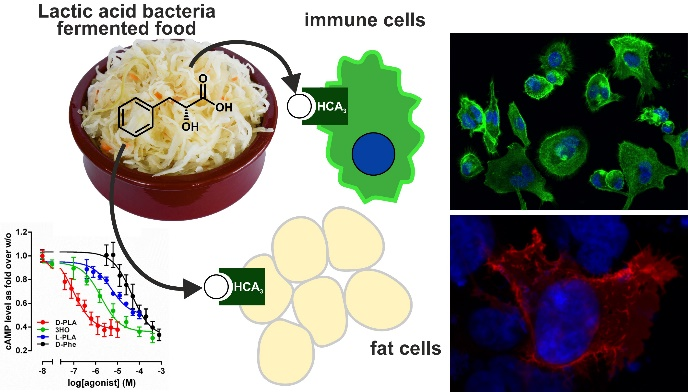 Lactic acid bacteria
fermented food
immune cells
O
OH
OH
HCA3
HCA3
fat cells
cAMP level as fold over w/o
1.2
1.0
0.8
0.6
0.4
0.2
D-PLA
3HO
L-PLA
D-Phe
-8 -7 -6 -5 -4 -3
log[agonist] (M)